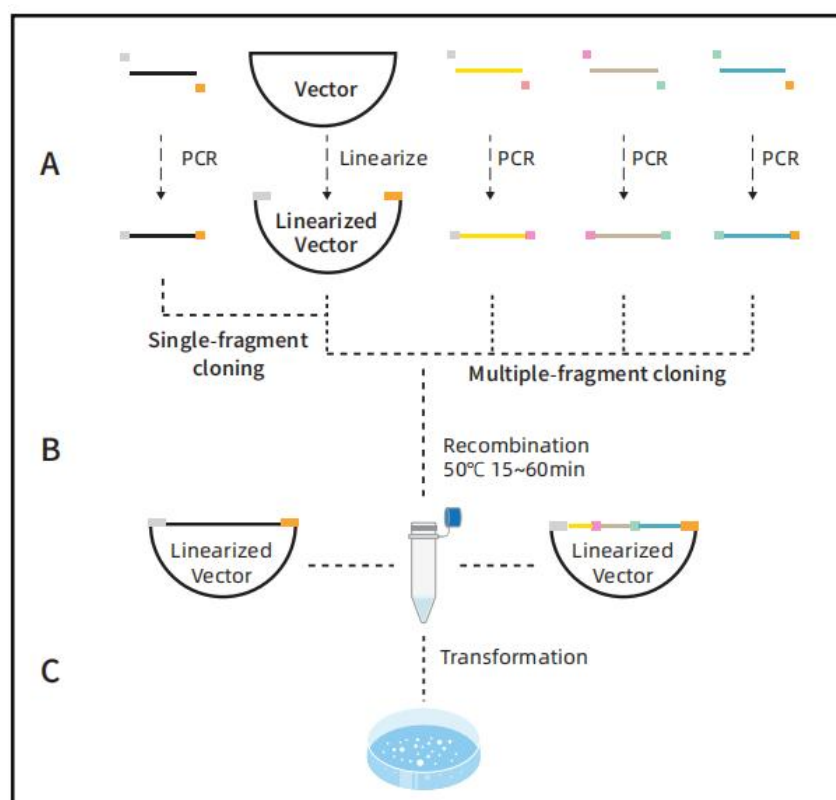 Vector
A
PCR
Linearize
PCR
PCR
PCR
Linearized
Vector
Single-fragment
cloning
Multiple-fragment cloning
B
Recombination
50℃ 15~60min
Linearized
Vector
Linearized
Vector
Transformation
C